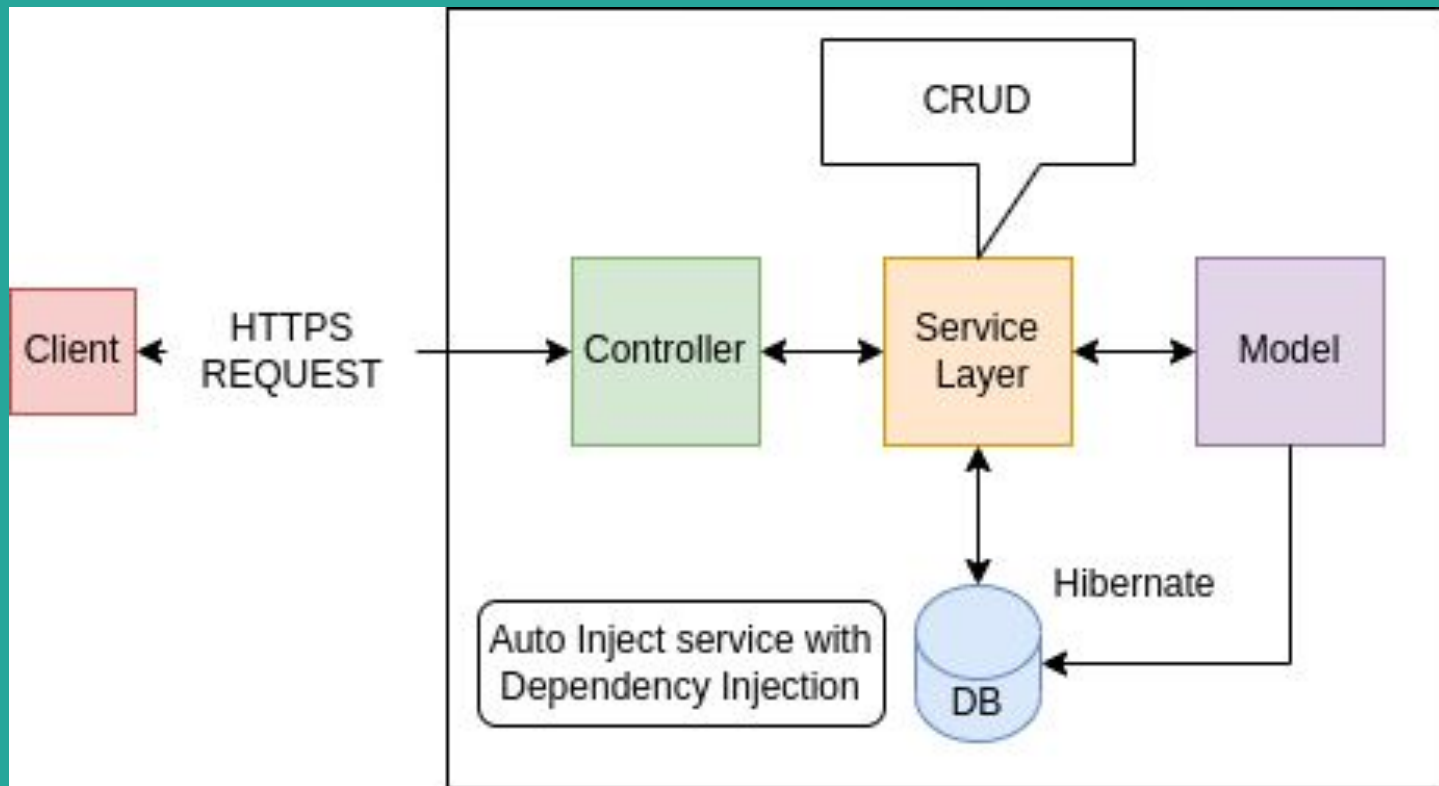 CRUD
Client
HTTPS
REQUEST
Controller
Service
Layer
Model
Hibernate
Auto Inject service with
Dependency Injection
DB